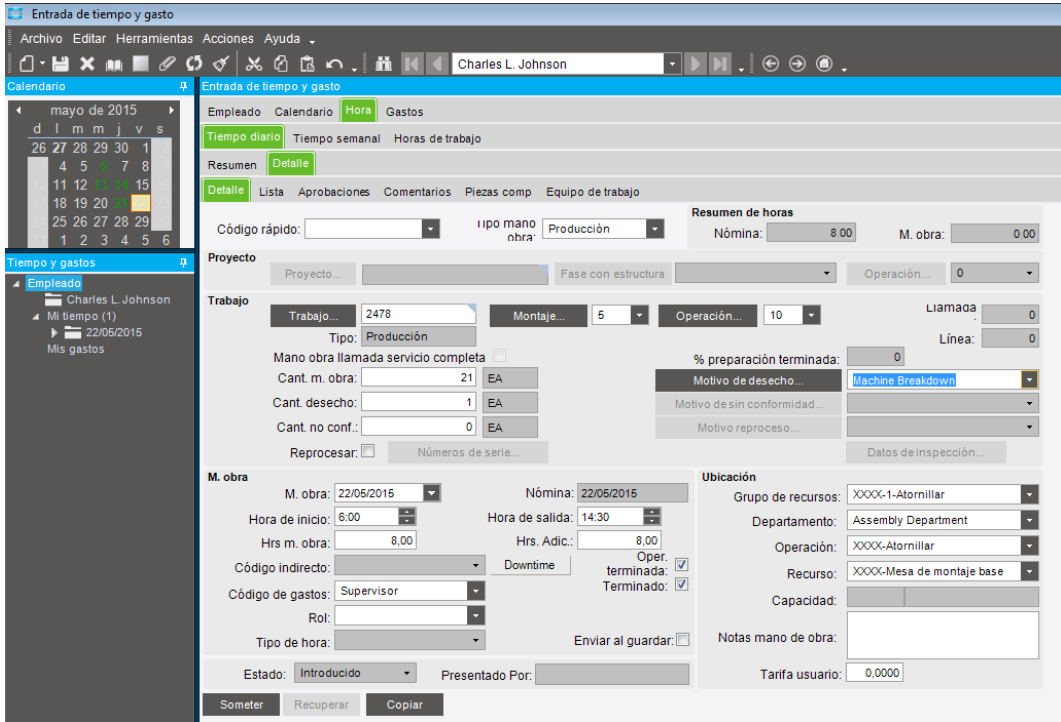 Entrada de tiempo y gasto
Archivo Editar Herramientas Acciones Ayuda
Charles L. Johnson
Calendario
mayo de 2015
d l m m j v s
26 27 28 29 30 1
4 5 6 7 8
11 12 13 14 15
18 19 20 21 22
25 26 27 28 29
1 2 3 4 5 6
Tiempo y gastos
Empleado
Charles L. Johnson
Mi tiempo (1)
22/05/2015
Mis gastos
Entrada de tiempo y gasto
Empleado Calendario Hora Gastos
Tiempo diario Tiempo semanal Horas de trabajo
Resumen Detalle
Detalle Lista Aprobaciones Comentarios Piezas comp Equipo de trabajo
Código rápido: Tipo mano obra: Producción
Resumen de horas
Nómina: 8 00 M. obra: 0.00
Proyecto
Proyecto... Fase con estructura Operación... 0
Trabajo
Trabajo... 2478 Montaje... 5 Operación... 10 Llamada 0
Tipo: Producción Línea: 0
Mano obra llamada servicio completa % preparación terminada: 0
Cant. m. obra: 21 EA Motivo de desecho... Machine Breakdown
Cant. desecho: 1 EA Motivo de sin conformidad...
Cant. no conf.: 0 EA Motivo reproceso...
Reprocesar: Números de serie... Datos de inspección...
M. obra
M. obra: 22/05/2015 Nómina: 22/05/2015
Hora de inicio: 6:00 Hora de salida: 14:30
Hrs m. obra: 8,00 Hrs. Adic.: 8,00
Código indirecto: Downtime Oper. terminada:
Código de gastos: Supervisor Terminado:
Rol:
Tipo de hora: Enviar al guardar:
Ubicación
Grupo de recursos: XXXX-1-Atornillar
Departamento: Assembly Department
Operación: XXXX-Atornillar
Recurso: XXXX-Mesa de montaje base
Capacidad:
Notas mano de obra:
Tarifa usuario: 0,0000
Estado: Introducido Presentado Por:
Someter Recuperar Copiar